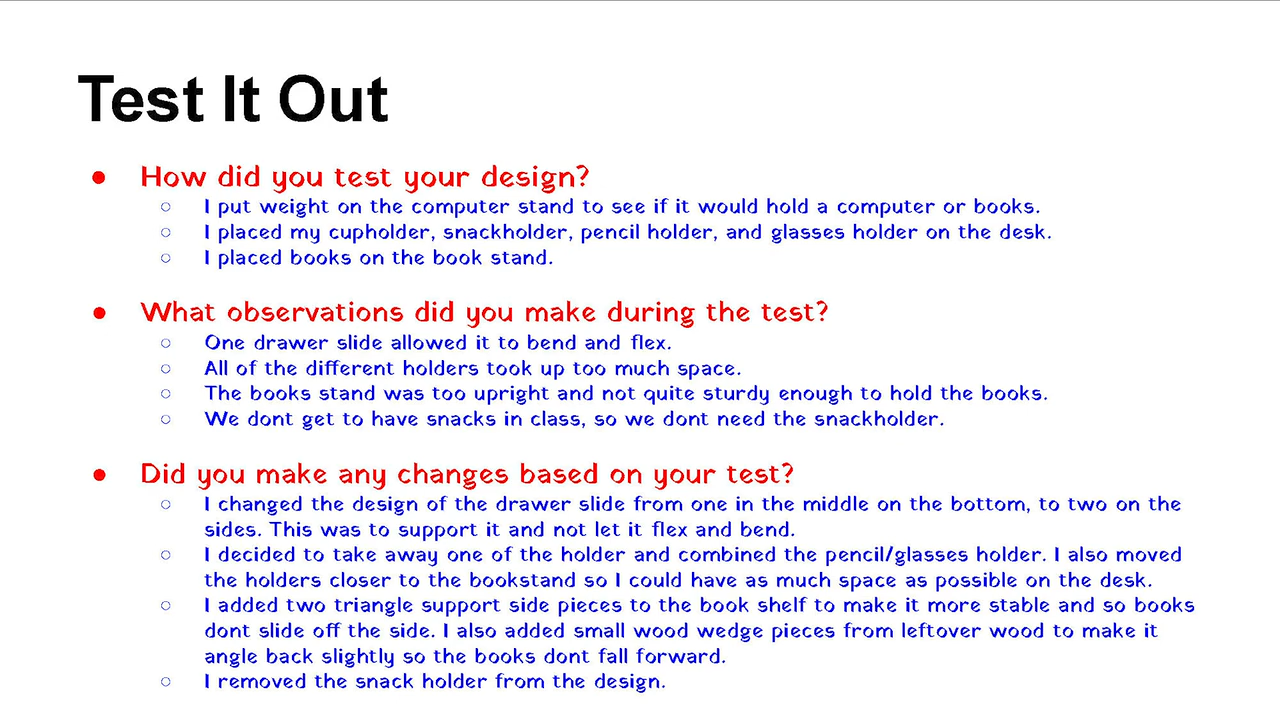 Test It Out
● How did you test your design?
○ I put weight on the computer stand to see if it would hold a computer or books.
○ I placed my cupholder, snackholder, pencil holder, and glasses holder on the desk.
○ I placed books on the book stand.
● What observations did you make during the test?
○ One drawer slide allowed it to bend and flex.
○ All of the different holders took up too much space.
○ The books stand was too upright and not quite sturdy enough to hold the books.
○ We dont get to have snacks in class, so we dont need the snackholder.
● Did you make any changes based on your test?
○ I changed the design of the drawer slide from one in the middle on the bottom, to two on the
sides. This was to support it and not let it flex and bend.
○ I decided to take away one of the holder and combined the pencil/glasses holder. I also moved
the holders closer to the bookstand so I could have as much space as possible on the desk.
○ I added two triangle support side pieces to the book shelf to make it more stable and so books
dont slide off the side. I also added small wood wedge pieces from leftover wood to make it
angle back slightly so the books dont fall forward.
○ I removed the snack holder from the design.